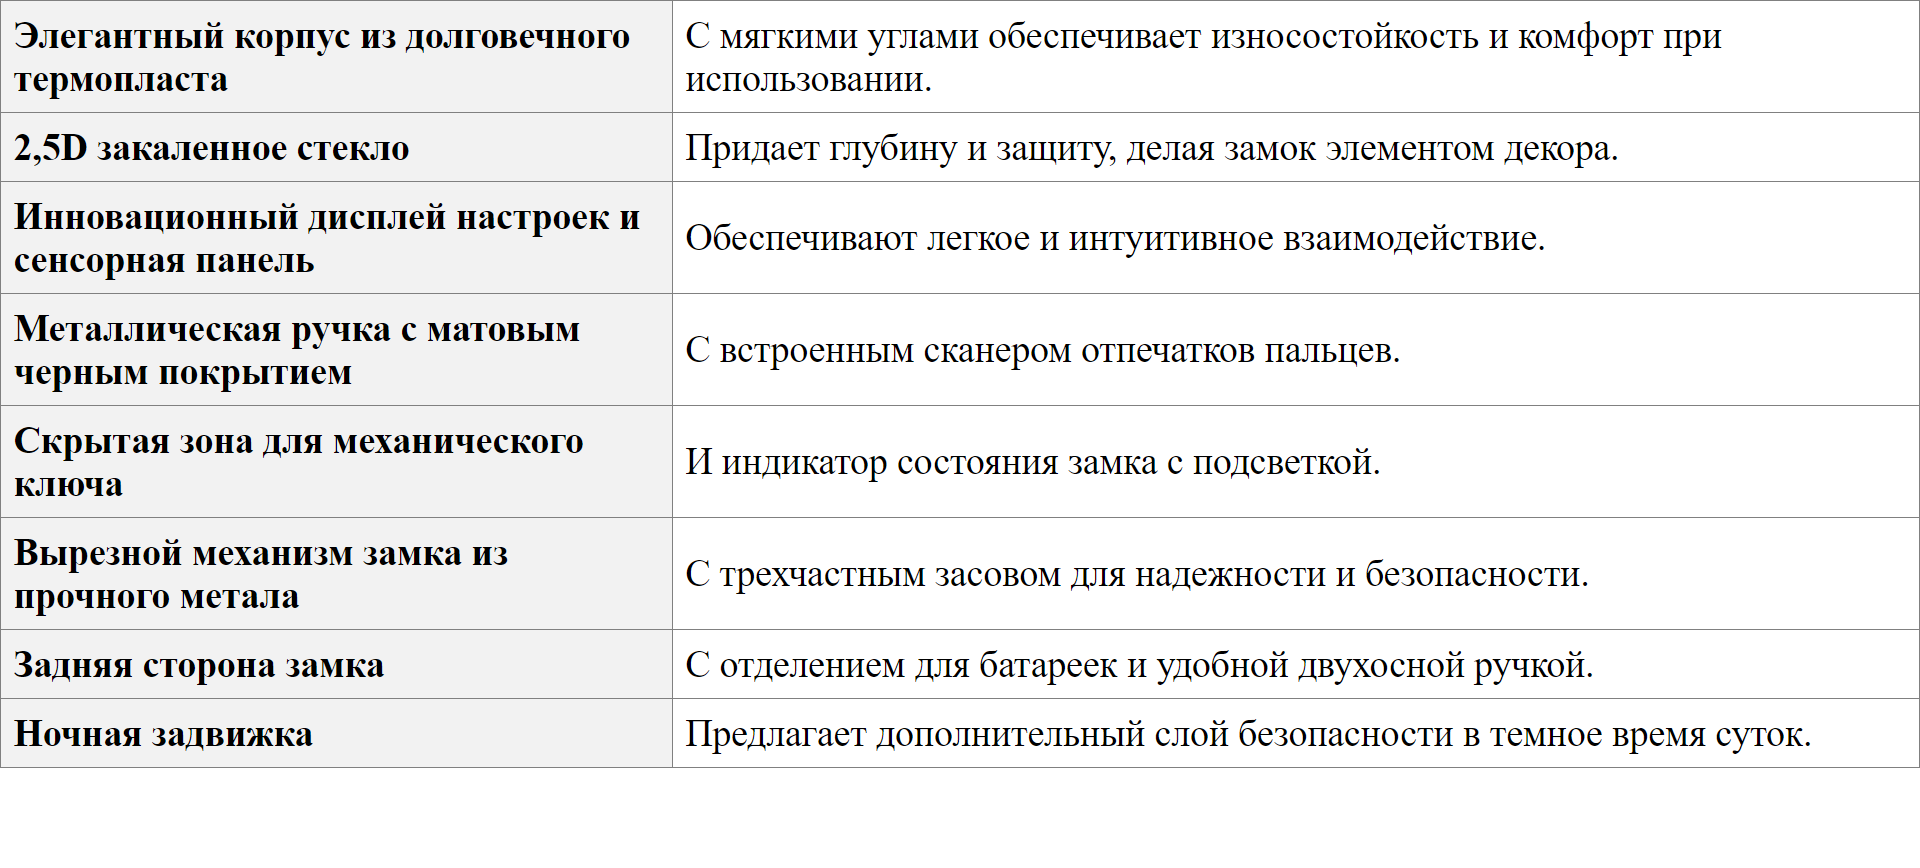 Элегантный корпус из долговечного
термопласта
С мягкими углами обеспечивает износостойкость и комфорт при
использовании.
2,5D закаленное стекло
Придает глубину и защиту, делая замок элементом декора.
Инновационный дисплей настроек и
сенсорная панель
Обеспечивают легкое и интуитивное взаимодействие.
Металлическая ручка с матовым
черным покрытием
С встроенным сканером отпечатков пальцев.
Скрытая зона для механического
ключа
И индикатор состояния замка с подсветкой.
Вырезной механизм замка из
прочного метала
С трехчастным засовом для надежности и безопасности.
Задняя сторона замка
С отделением для батареек и удобной двухосной ручкой.
Ночная задвижка
Предлагает дополнительный слой безопасности в темное время суток.